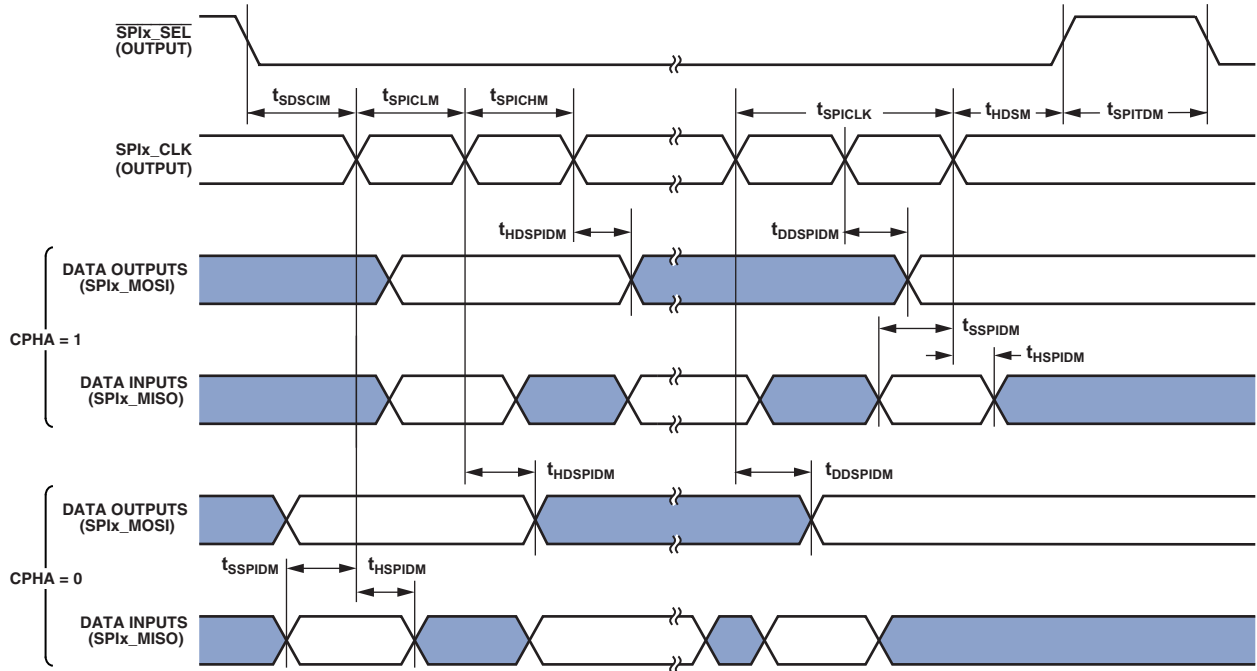 SPIx_SEL
(OUTPUT)
tSDSCIM tSPICLM tSPICHM tSPICLK tHDSM tSPITDM
SPIx_CLK
(OUTPUT)
tHDSPIDM tDDSPIDM
CPHA = 1
DATA OUTPUTS
(SPIx_MOSI)
tSSPIDM
tHSPIDM
DATA INPUTS
(SPIx_MISO)
tHDSPIDM tDDSPIDM
CPHA = 0
DATA OUTPUTS
(SPIx_MOSI)
tSSPIDM tHSPIDM
DATA INPUTS
(SPIx_MISO)